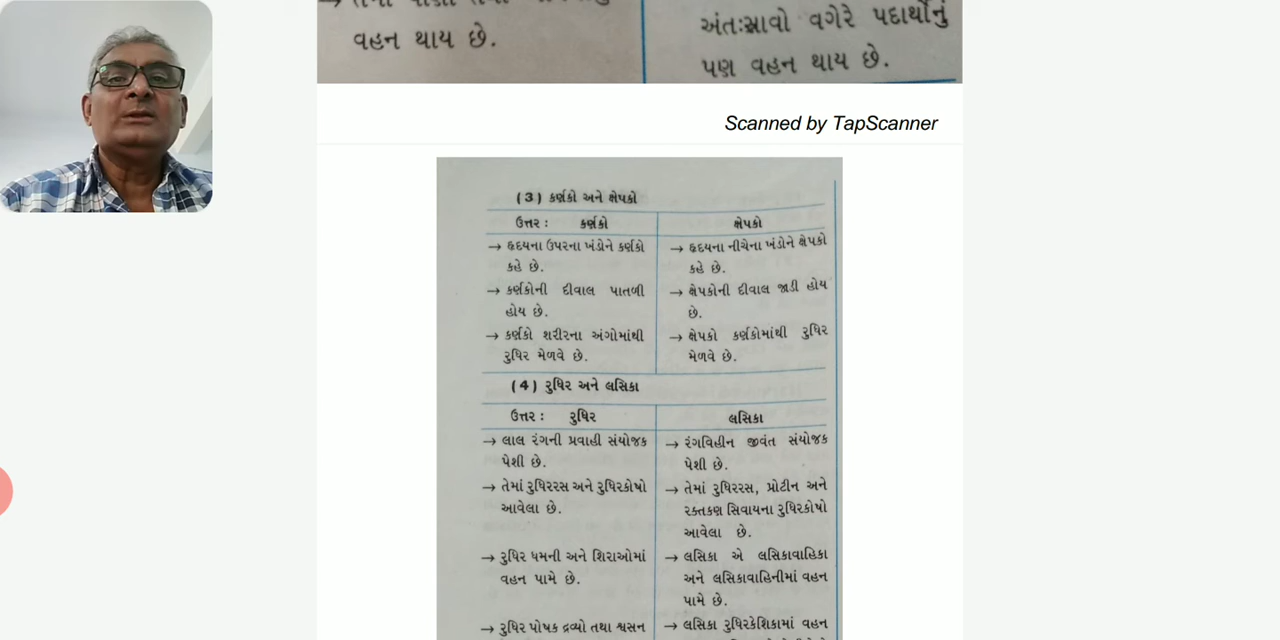 વહન થાય છે.
અંતઃસ્રાવો વગેરે પદાર્થોનું
પણ વહન થાય છે.
Scanned by TapScanner
(3) કર્ણકો અને ક્ષેપકો
ઉત્તર : કર્ણકો
ક્ષેપકો
→ હૃદયના ઉપરના ખંડોને કર્ણકો
કહે છે.
→ કર્ણકોની દીવાલ પાતળી
હોય છે.
→ કર્ણકો શરીરના અંગોમાંથી
રુધિર મેળવે છે.
→ હૃદયના નીચેના ખંડોને ક્ષેપકો
કહે છે.
→ ક્ષેપકોની દીવાલ જાડી હોય
છે.
→ ક્ષેપકો કર્ણકોમાંથી રુધિર
મેળવે છે.
(4) રુધિર અને લસિકા
ઉત્તર : રુધિર
લસિકા
→ લાલ રંગની પ્રવાહી સંયોજક
પેશી છે.
→ તેમાં રુધિરરસ અને રુધિરકોષો
આવેલા છે.
→ રુધિર ધમની અને શિરાઓમાં
વહન પામે છે.
→ રુધિર પોષક દ્રવ્યો તથા શ્વસન
→ રંગવિહીન જીવંત સંયોજક
પેશી છે.
→ તેમાં રુધિરરસ, પ્રોટીન અને
રક્તકણ સિવાયના રુધિરકોષો
આવેલા છે.
→ લસિકા એ લસિકાવાહિકા
અને લસિકાવાહિનીમાં વહન
પામે છે.
→ લસિકા રુધિરકેશિકામાં વહન